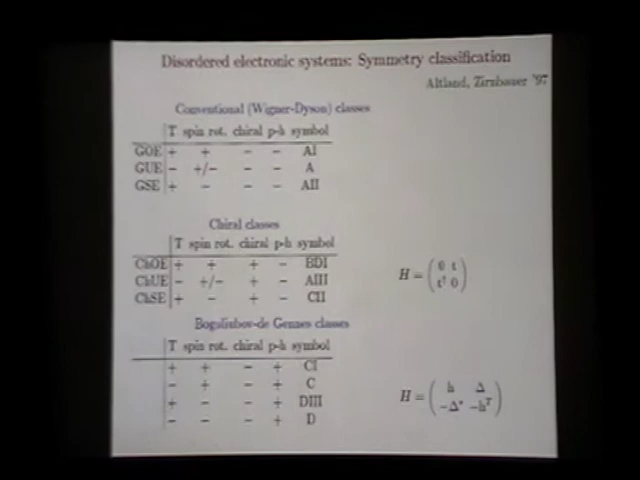 Disordered electronic systems: Symmetry classification
Altland, Zirnbauer '97
Conventional (Wigner-Dyson) classes
T spin rot. chiral p-h symbol
GOE + + − − AI
GUE − +/− − − A
GSE + − − − AII
Chiral classes
T spin rot. chiral p-h symbol
ChOE + + + − BDI
ChUE − +/− + − AIII
ChSE + − + − CII
H = ( 0 t
t† 0 )
Bogoliubov-de Gennes classes
T spin rot. chiral p-h symbol
+ + − + CI
− + − + C
+ − − + DIII
− − − + D
H = ( h Δ
−Δ* −hT )